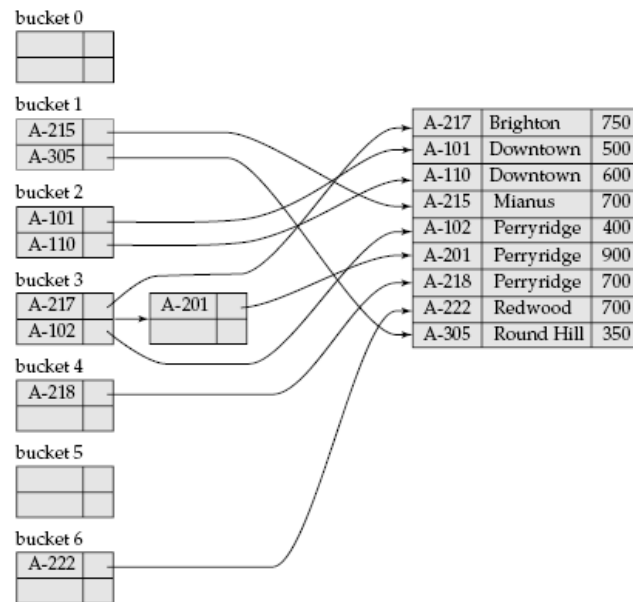 bucket 0
bucket 1
A-215
A-305
bucket 2
A-101
A-110
bucket 3
A-217
A-102
A-201
bucket 4
A-218
bucket 5
bucket 6
A-222
A-217 Brighton 750
A-101 Downtown 500
A-110 Downtown 600
A-215 Mianus 700
A-102 Perryridge 400
A-201 Perryridge 900
A-218 Perryridge 700
A-222 Redwood 700
A-305 Round Hill 350